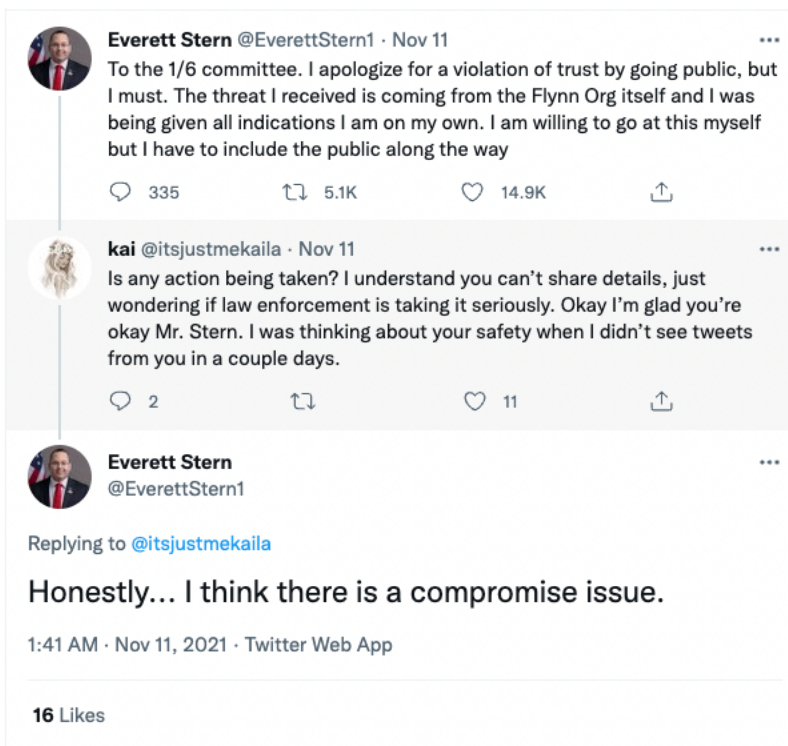 Everett Stern @EverettStern1 · Nov 11
To the 1/6 committee. I apologize for a violation of trust by going public, but
I must. The threat I received is coming from the Flynn Org itself and I was
being given all indications I am on my own. I am willing to go at this myself
but I have to include the public along the way
335 5.1K 14.9K
kai @itsjustmekaila · Nov 11
Is any action being taken? I understand you can’t share details, just
wondering if law enforcement is taking it seriously. Okay I’m glad you’re
okay Mr. Stern. I was thinking about your safety when I didn’t see tweets
from you in a couple days.
2 11
Everett Stern
@EverettStern1
Replying to @itsjustmekaila
Honestly... I think there is a compromise issue.
1:41 AM · Nov 11, 2021 · Twitter Web App
16 Likes